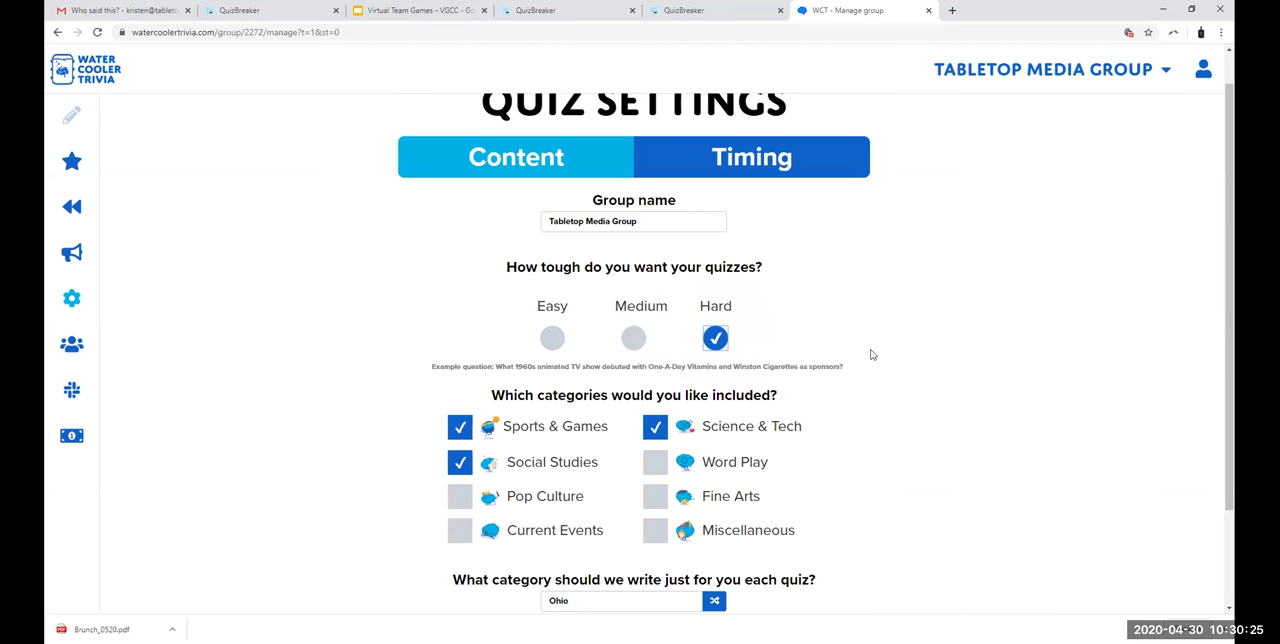 Who said this? - kristen@tableto
QuizBreaker
Virtual Team Games - VGCC - Go
QuizBreaker
QuizBreaker
WCT - Manage group
watercoolertrivia.com/group/2272/manage?t=1&st=0
WATER
COOLER
TRIVIA
TABLETOP MEDIA GROUP
QUIZ SETTINGS
Content
Timing
Group name
Tabletop Media Group
How tough do you want your quizzes?
Easy
Medium
Hard
Example question: What 1960s animated TV show debuted with One-A-Day Vitamins and Winston Cigarettes as sponsors?
Which categories would you like included?
Sports & Games
Science & Tech
Social Studies
Word Play
Pop Culture
Fine Arts
Current Events
Miscellaneous
What category should we write just for you each quiz?
Ohio
Brunch_0520.pdf
2020-04-30 10:30:25